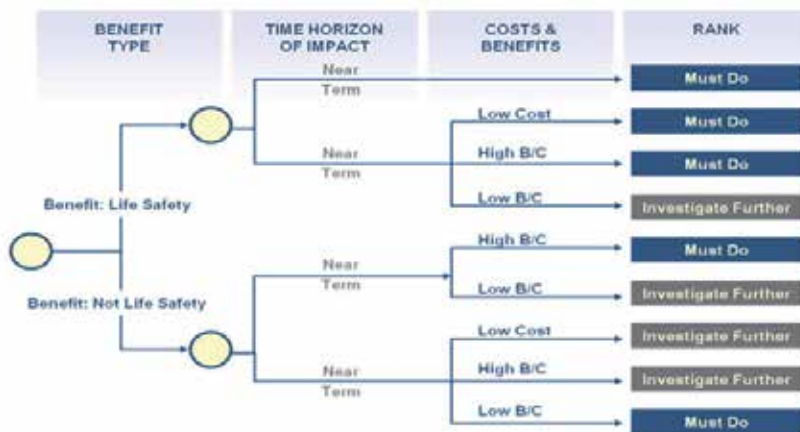 BENEFIT
TYPE
TIME HORIZON
OF IMPACT
COSTS &
BENEFITS
RANK
Near
Term
Must Do
Low Cost
Must Do
Near
Term
High B/C
Must Do
Low B/C
Investigate Further
Benefit: Life Safety
High B/C
Must Do
Near
Term
Low B/C
Investigate Further
Benefit: Not Life Safety
Low Cost
Investigate Further
Near
Term
High B/C
Investigate Further
Low B/C
Must Do